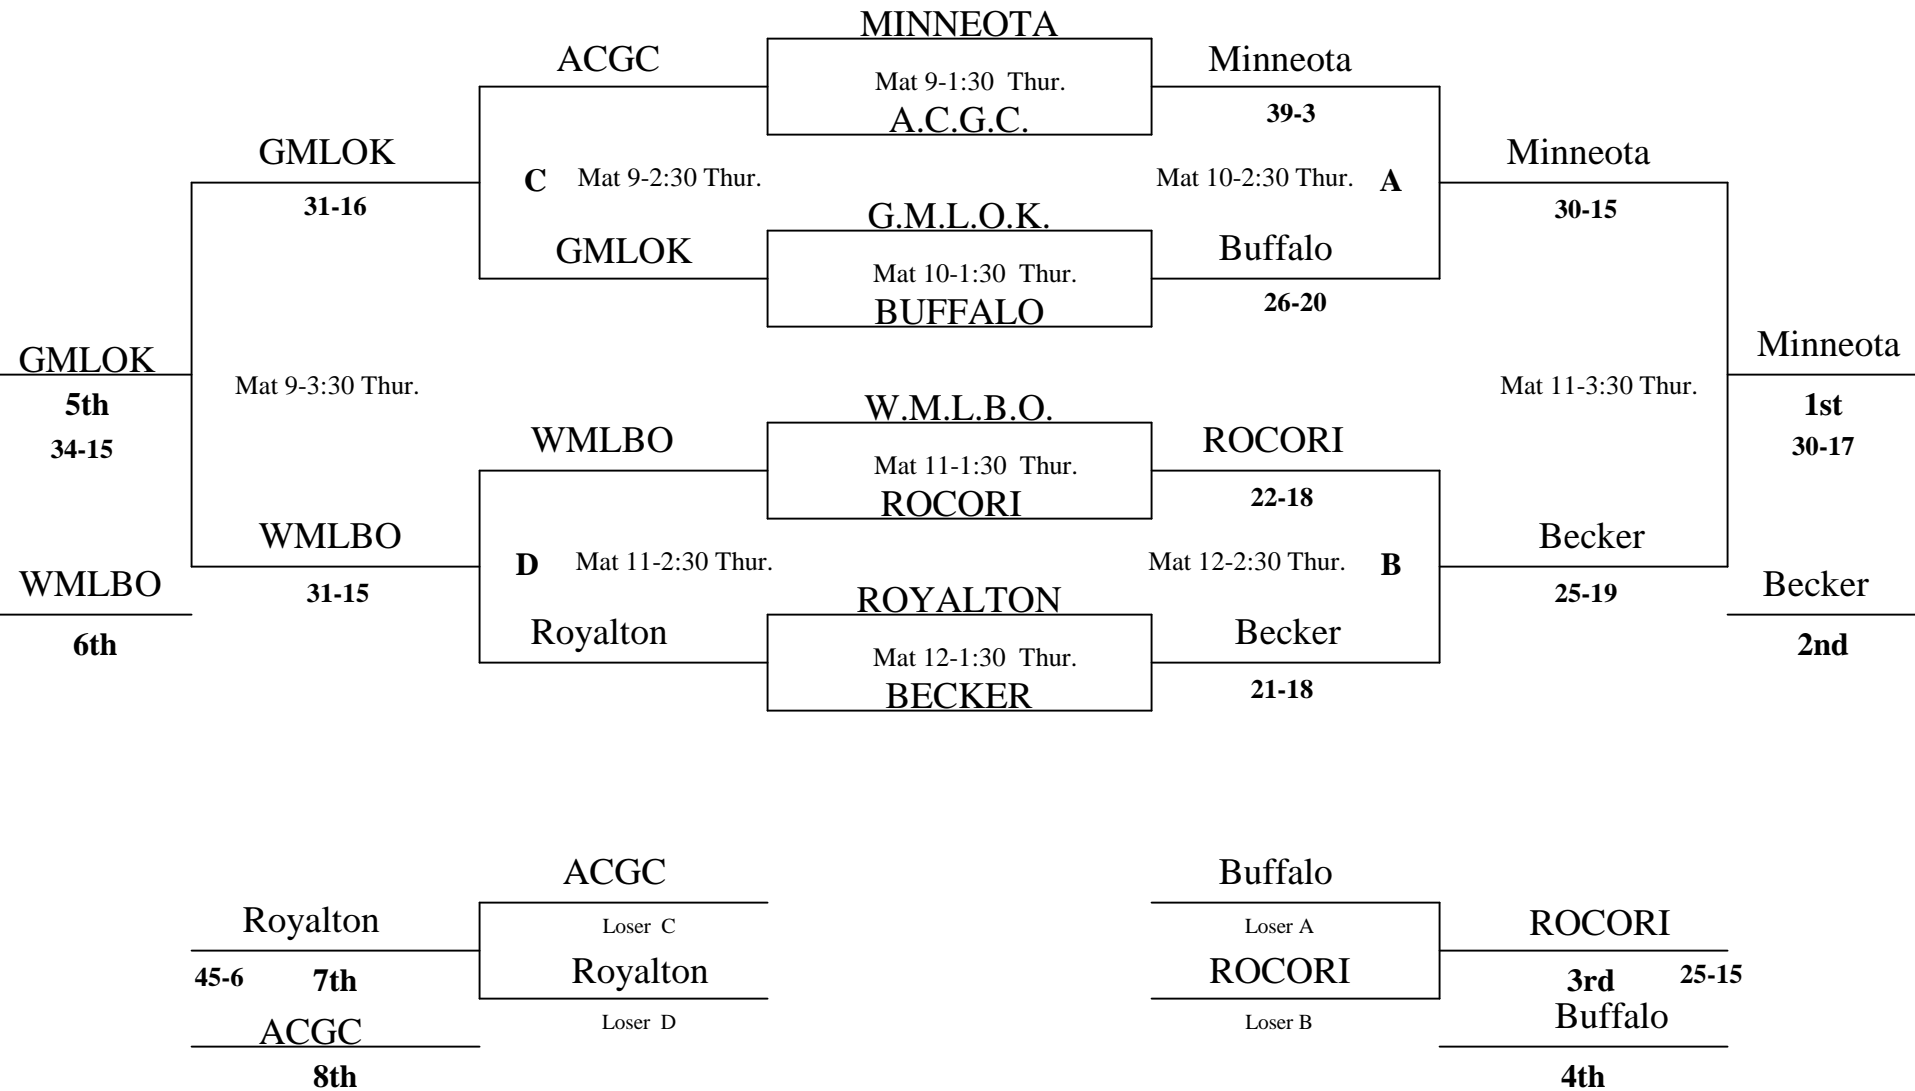 MINNEOTA
ACGC
Minneota
Mat 9-1:30 Thur.
39-3
A.C.G.C.
GMLOK
Minneota
C Mat 9-2:30 Thur.
Mat 10-2:30 Thur. A
31-16
30-15
G.M.L.O.K.
GMLOK
Buffalo
Mat 10-1:30 Thur.
26-20
BUFFALO
GMLOK
Minneota
5th
Mat 9-3:30 Thur.
Mat 11-3:30 Thur.
1st
34-15
30-17
W.M.L.B.O.
WMLBO
ROCORI
Mat 11-1:30 Thur.
22-18
ROCORI
WMLBO
Becker
D Mat 11-2:30 Thur.
Mat 12-2:30 Thur. B
31-15
25-19
WMLBO
Becker
6th
2nd
ROYALTON
Royalton
Becker
Mat 12-1:30 Thur.
21-18
BECKER
ACGC
Buffalo
Royalton
Loser C
Loser A
ROCORI
45-6 7th
Royalton
ROCORI
3rd 25-15
ACGC
Loser D
Loser B
Buffalo
8th
4th